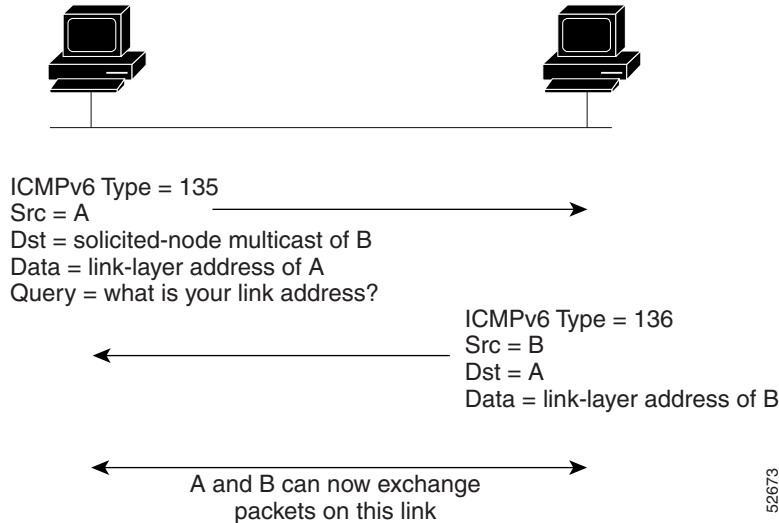 ICMPv6 Type = 135
Src = A
Dst = solicited-node multicast of B
Data = link-layer address of A
Query = what is your link address?
ICMPv6 Type = 136
Src = B
Dst = A
Data = link-layer address of B
A and B can now exchange
packets on this link
52673